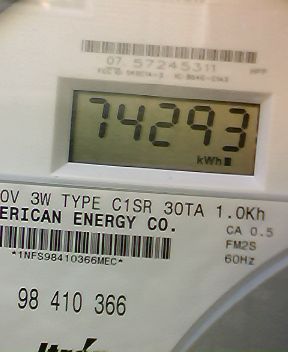 07 57245311
74293
kWh
0V 3W TYPE C1SR 30TA 1.0Kh
ERICAN ENERGY CO.
CA 0.5
FM2S
*1NFS98410366MEC*
60Hz
98 410 366
Itron